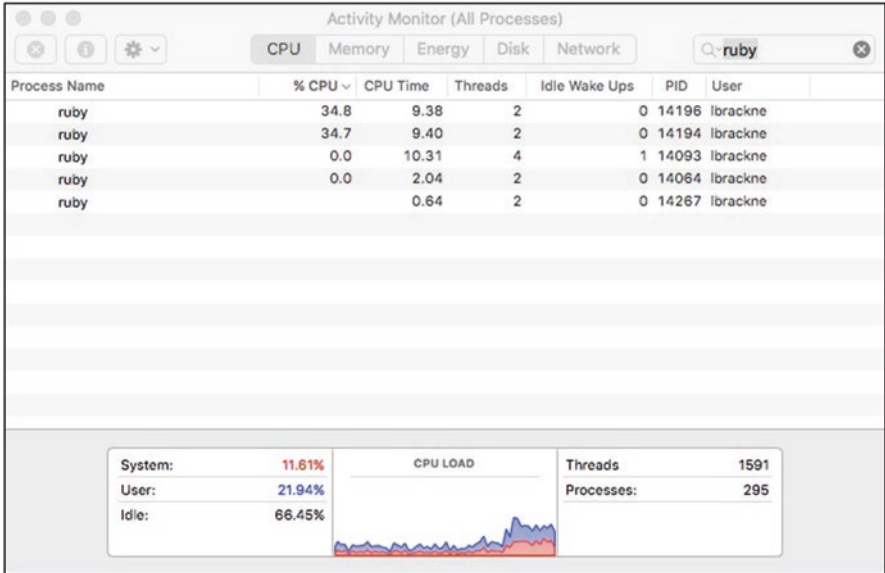 Activity Monitor (All Processes)
CPU Memory Energy Disk Network ruby
Process Name % CPU CPU Time Threads Idle Wake Ups PID User
ruby 34.8 9.38 2 0 14196 lbrackne
ruby 34.7 9.40 2 0 14194 lbrackne
ruby 0.0 10.31 4 1 14093 lbrackne
ruby 0.0 2.04 2 0 14064 lbrackne
ruby 0.64 2 0 14267 lbrackne
System: 11.61% CPU LOAD Threads 1591
User: 21.94% Processes: 295
Idle: 66.45%